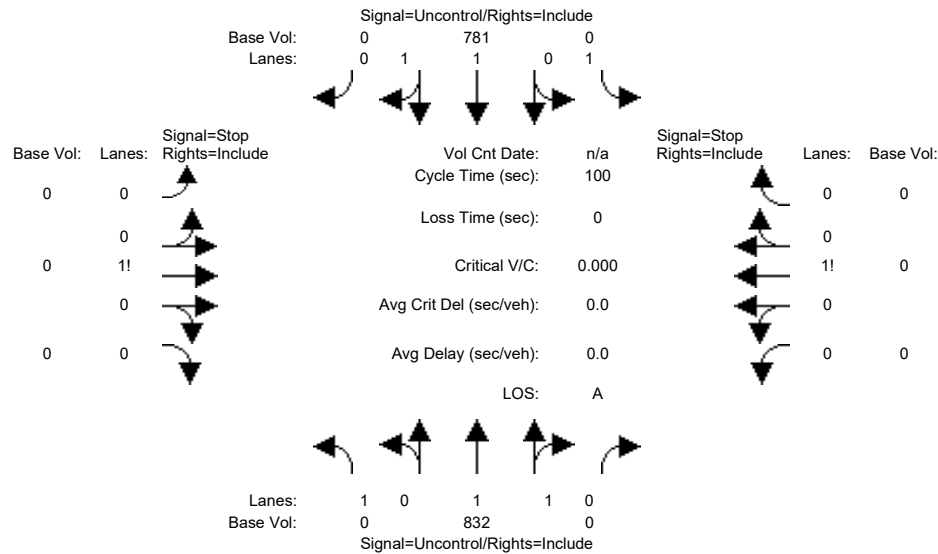 Signal=Uncontrol/Rights=Include
Base Vol: 0 781 0
Lanes: 0 1 1 0 1
Signal=Stop Signal=Stop
Base Vol: Lanes: Rights=Include Vol Cnt Date: n/a Rights=Include Lanes: Base Vol:
Cycle Time (sec): 100
0 0 0 0
Loss Time (sec): 0
0 0
0 1! Critical V/C: 0.000 1! 0
0 Avg Crit Del (sec/veh): 0.0 0
0 0 Avg Delay (sec/veh): 0.0 0 0
LOS: A
Lanes: 1 0 1 1 0
Base Vol: 0 832 0
Signal=Uncontrol/Rights=Include